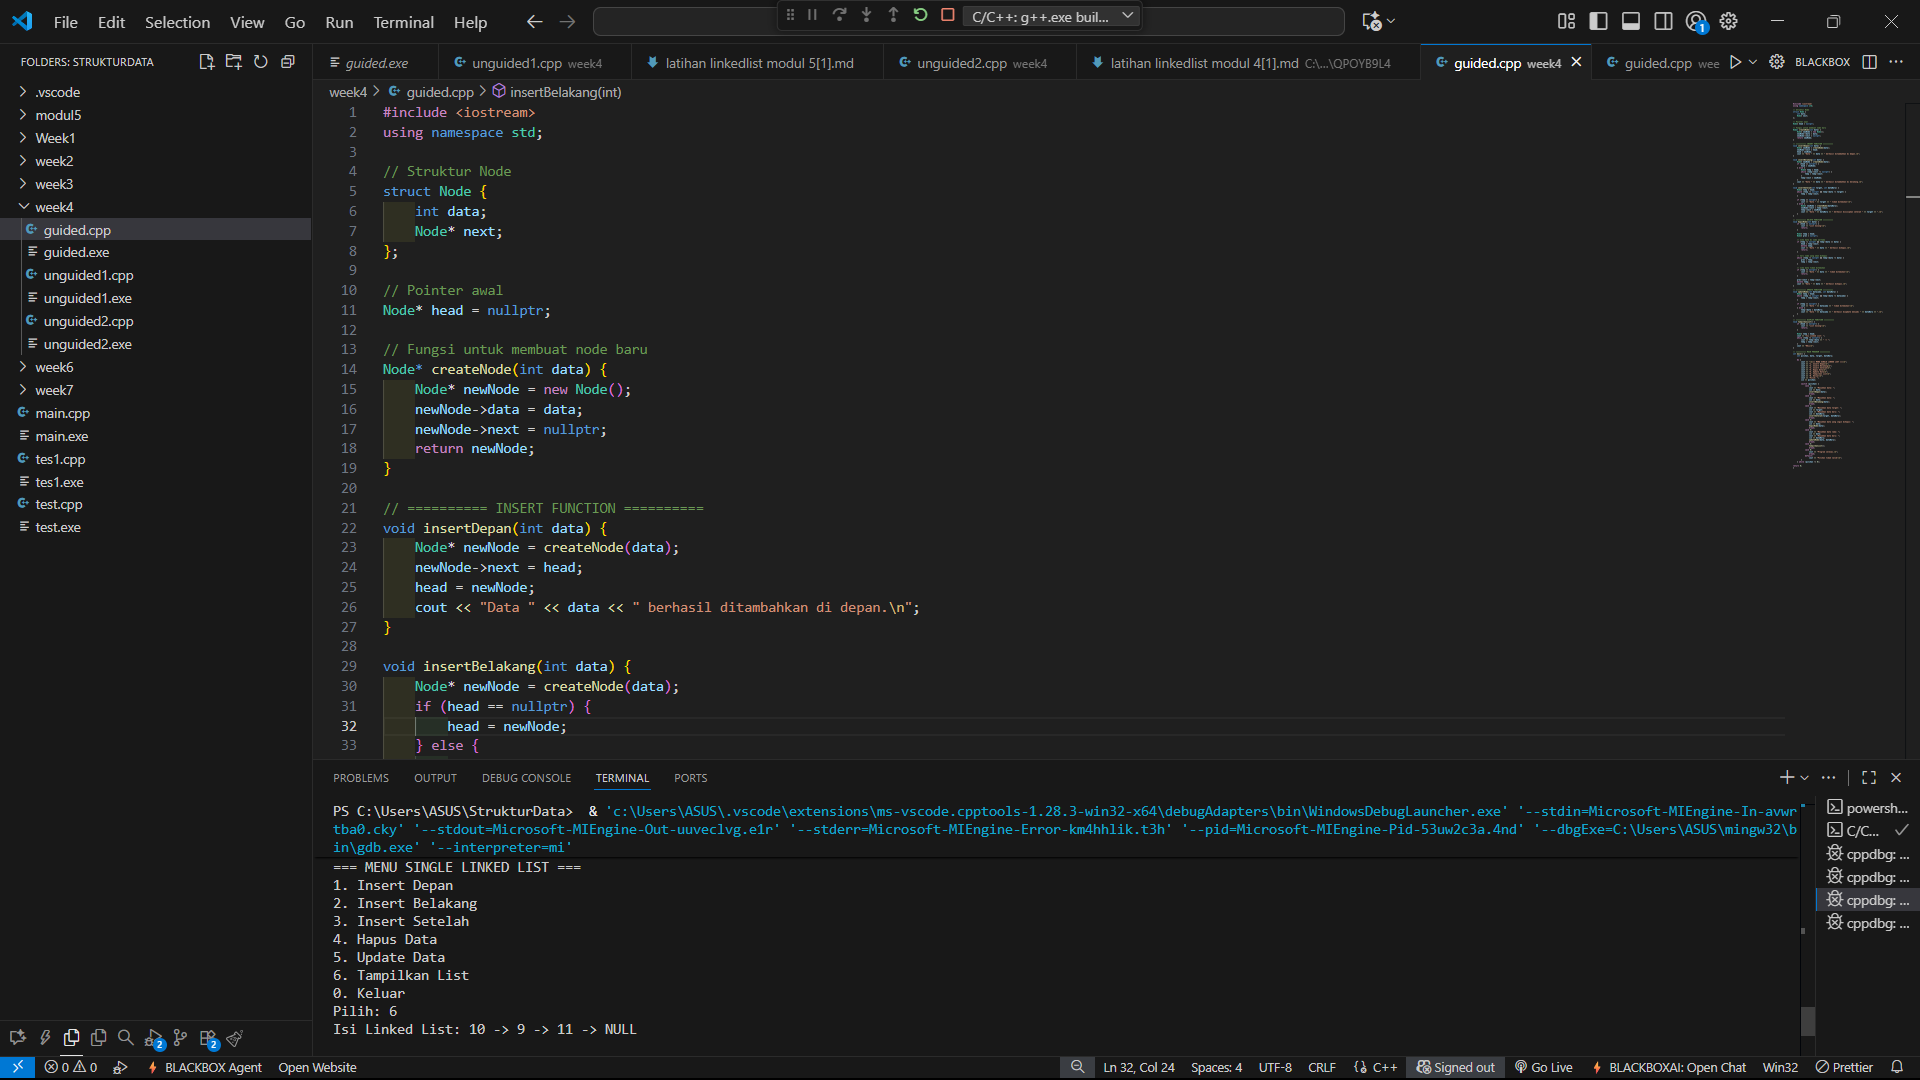 File Edit Selection View Go Run Terminal Help
C/C++: g++.exe buil...
1
FOLDERS: STRUKTURDATA
guided.exe
unguided1.cpp week4
latihan linkedlist modul 5[1].md
unguided2.cpp week4
latihan linkedlist modul 4[1].md C:\...\QPOYB9L4
guided.cpp week4
guided.cpp wee
BLACKBOX
week4 > guided.cpp > insertBelakang(int)
.vscode
modul5
Week1
week2
week3
week4
guided.cpp
guided.exe
unguided1.cpp
unguided1.exe
unguided2.cpp
unguided2.exe
week6
week7
main.cpp
main.exe
tes1.cpp
tes1.exe
test.cpp
test.exe
1 #include <iostream>
2 using namespace std;
3
4 // Struktur Node
5 struct Node {
6 int data;
7 Node* next;
8 };
9
10 // Pointer awal
11 Node* head = nullptr;
12
13 // Fungsi untuk membuat node baru
14 Node* createNode(int data) {
15 Node* newNode = new Node();
16 newNode->data = data;
17 newNode->next = nullptr;
18 return newNode;
19 }
20
21 // ========== INSERT FUNCTION ==========
22 void insertDepan(int data) {
23 Node* newNode = createNode(data);
24 newNode->next = head;
25 head = newNode;
26 cout << "Data " << data << " berhasil ditambahkan di depan.\n";
27 }
28
29 void insertBelakang(int data) {
30 Node* newNode = createNode(data);
31 if (head == nullptr) {
32 head = newNode;
33 } else {
PROBLEMS OUTPUT DEBUG CONSOLE TERMINAL PORTS
PS C:\Users\ASUS\StrukturData>  & 'c:\Users\ASUS\.vscode\extensions\ms-vscode.cpptools-1.28.3-win32-x64\debugAdapters\bin\WindowsDebugLauncher.exe' '--stdin=Microsoft-MIEngine-In-avwr
tba0.cky' '--stdout=Microsoft-MIEngine-Out-uuveclvg.e1r' '--stderr=Microsoft-MIEngine-Error-km4hhlik.t3h' '--pid=Microsoft-MIEngine-Pid-53uw2c3a.4nd' '--dbgExe=C:\Users\ASUS\mingw32\b
in\gdb.exe' '--interpreter=mi'
=== MENU SINGLE LINKED LIST ===
1. Insert Depan
2. Insert Belakang
3. Insert Setelah
4. Hapus Data
5. Update Data
6. Tampilkan List
0. Keluar
Pilih: 6
Isi Linked List: 10 -> 9 -> 11 -> NULL
powersh...
C/C...
cppdbg: ...
cppdbg: ...
cppdbg: ...
cppdbg: ...
2
2
0 0 BLACKBOX Agent Open Website Ln 32, Col 24 Spaces: 4 UTF-8 CRLF {} C++ Signed out Go Live BLACKBOXAI: Open Chat Win32 Prettier